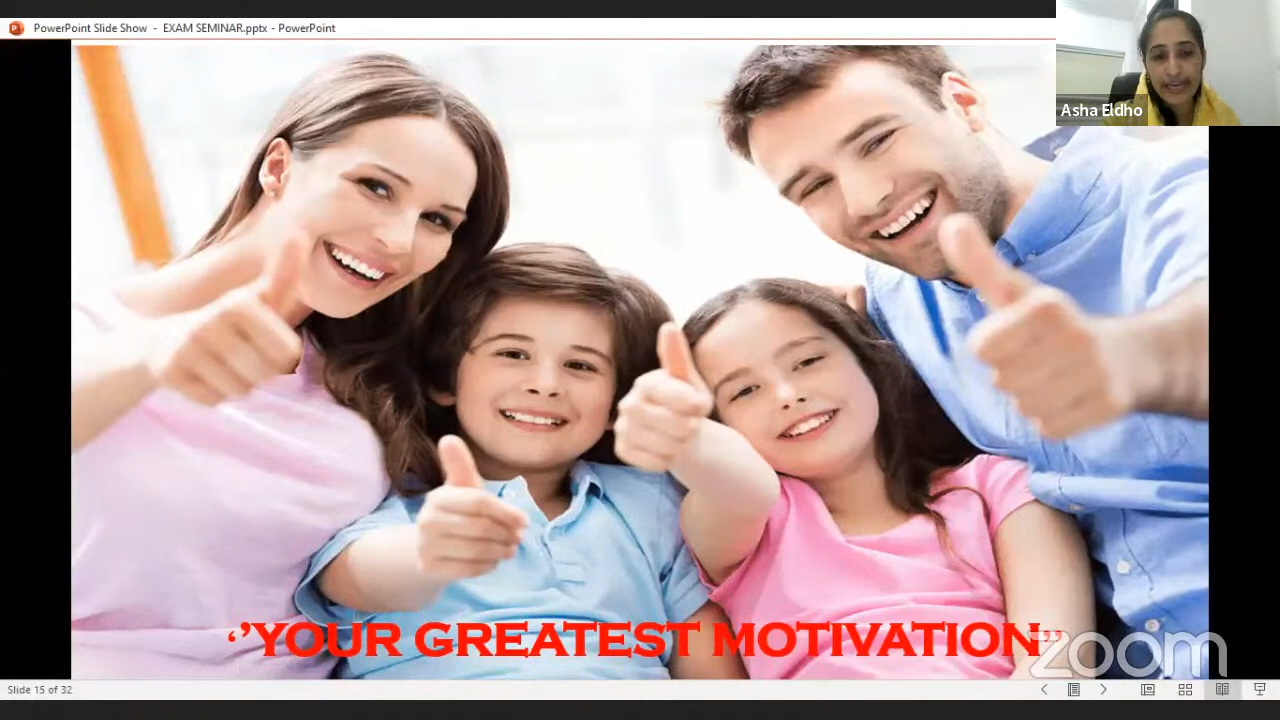 PowerPoint Slide Show - EXAM SEMINAR.pptx - PowerPoint
Asha Eldho
‘’YOUR GREATEST MOTIVATION’’
zoom
Slide 15 of 32